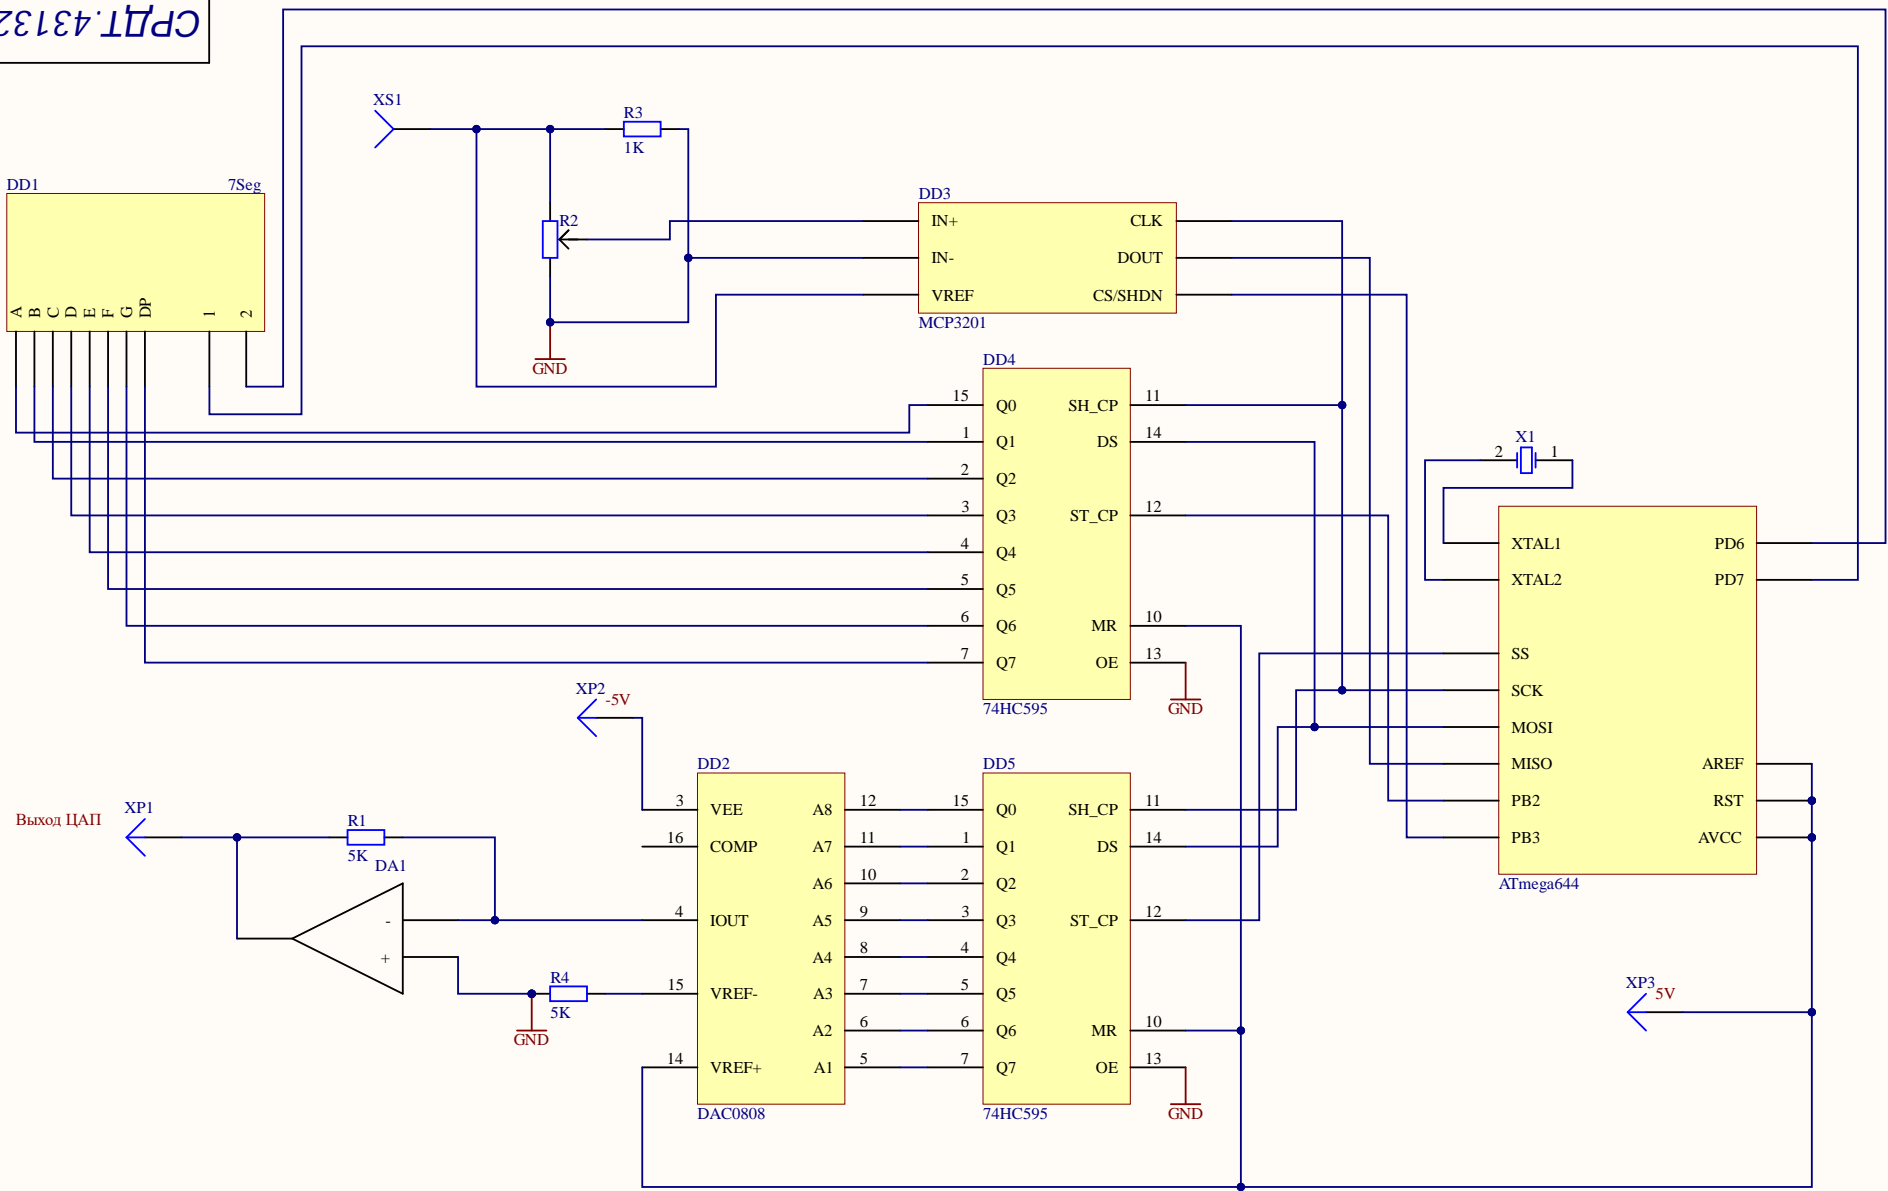 СРДТ.43132
XS1
R3
1K
DD1 7Seg
A B C D E F G DP 1 2
R2
GND
DD3
IN+ CLK
IN- DOUT
VREF CS/SHDN
MCP3201
DD4
15 Q0 SH_CP 11
1 Q1 DS 14
2 Q2
3 Q3 ST_CP 12
4 Q4
5 Q5
6 Q6 MR 10
7 Q7 OE 13
74HC595
GND
X1
2 1
XTAL1 PD6
XTAL2 PD7
SS
SCK
MOSI
MISO AREF
PB2 RST
PB3 AVCC
ATmega644
XP2
-5V
DD2
3 VEE A8 12
16 COMP A7 11
A6 10
4 IOUT A5 9
A4 8
15 VREF- A3 7
A2 6
14 VREF+ A1 5
DAC0808
DD5
15 Q0 SH_CP 11
1 Q1 DS 14
2 Q2
3 Q3 ST_CP 12
4 Q4
5 Q5
6 Q6 MR 10
7 Q7 OE 13
74HC595
GND
Выход ЦАП
XP1
R1
5K
DA1
-
+
R4
5K
GND
XP3
5V